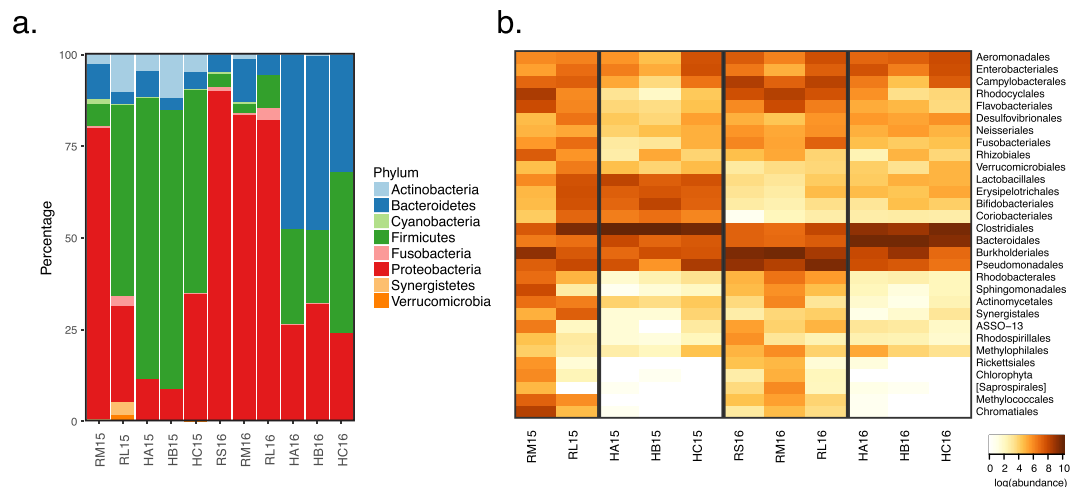 a.
100
75
50
25
0
Percentage
RM15
RL15
HA15
HB15
HC15
RS16
RM16
RL16
HA16
HB16
HC16
Phylum
Actinobacteria
Bacteroidetes
Cyanobacteria
Firmicutes
Fusobacteria
Proteobacteria
Synergistetes
Verrucomicrobia
b.
Aeromonadales
Enterobacteriales
Campylobacterales
Rhodocyclales
Flavobacteriales
Desulfovibrionales
Neisseriales
Fusobacteriales
Rhizobiales
Verrucomicrobiales
Lactobacillales
Erysipelotrichales
Bifidobacteriales
Coriobacteriales
Clostridiales
Bacteroidales
Burkholderiales
Pseudomonadales
Rhodobacterales
Sphingomonadales
Actinomycetales
Synergistales
ASSO−13
Rhodospirillales
Methylophilales
Rickettsiales
Chlorophyta
[Saprospirales]
Methylococcales
Chromatiales
RM15
RL15
HA15
HB15
HC15
RS16
RM16
RL16
HA16
HB16
HC16
0 2 4 6 8 10
log(abundance)